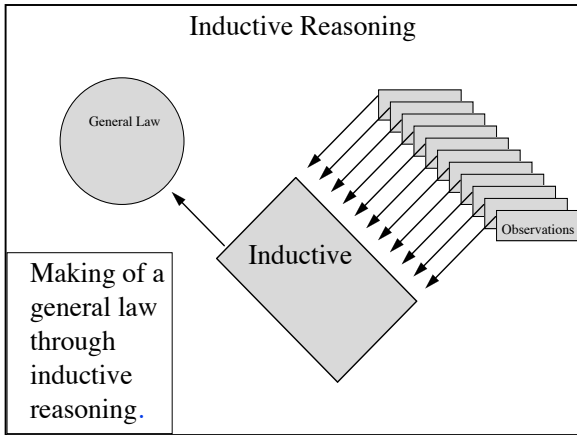 Inductive Reasoning
General Law
Observations
Inductive
Making of a
general law
through
inductive
reasoning.